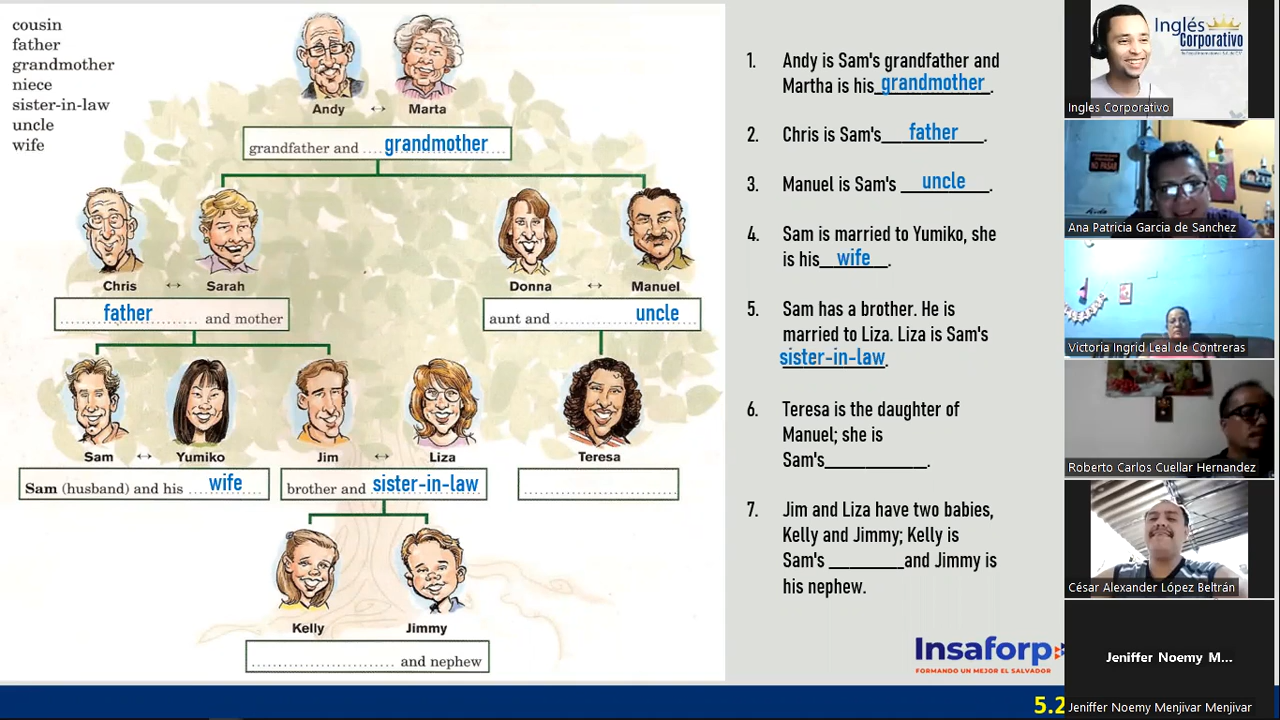 cousin
father
grandmother
niece
sister-in-law
uncle
wife
Andy ↔ Marta
grandfather and .... grandmother ..
Chris ↔ Sarah
father and mother
Donna ↔ Manuel
aunt and uncle
Sam ↔ Yumiko
Sam (husband) and his wife
Jim ↔ Liza
brother and sister-in-law
Teresa
Kelly Jimmy
and nephew
1. Andy is Sam's grandfather and
Martha is his grandmother.
2. Chris is Sam's father.
3. Manuel is Sam's uncle.
4. Sam is married to Yumiko, she
is his wife.
5. Sam has a brother. He is
married to Liza. Liza is Sam's
sister-in-law.
6. Teresa is the daughter of
Manuel; she is
Sam's__________.
7. Jim and Liza have two babies,
Kelly and Jimmy; Kelly is
Sam's ________and Jimmy is
his nephew.
Insaforp
FORMANDO UN MEJOR EL SALVADOR
5.2
Inglés
Corporativo
Ingles Corporativo
NO PASAR
Ana Patricia Garcia de Sanchez
Victoria Ingrid Leal de Contreras
Roberto Carlos Cuellar Hernandez
César Alexander López Beltrán
Jeniffer Noemy M...
Jeniffer Noemy Menjivar Menjivar